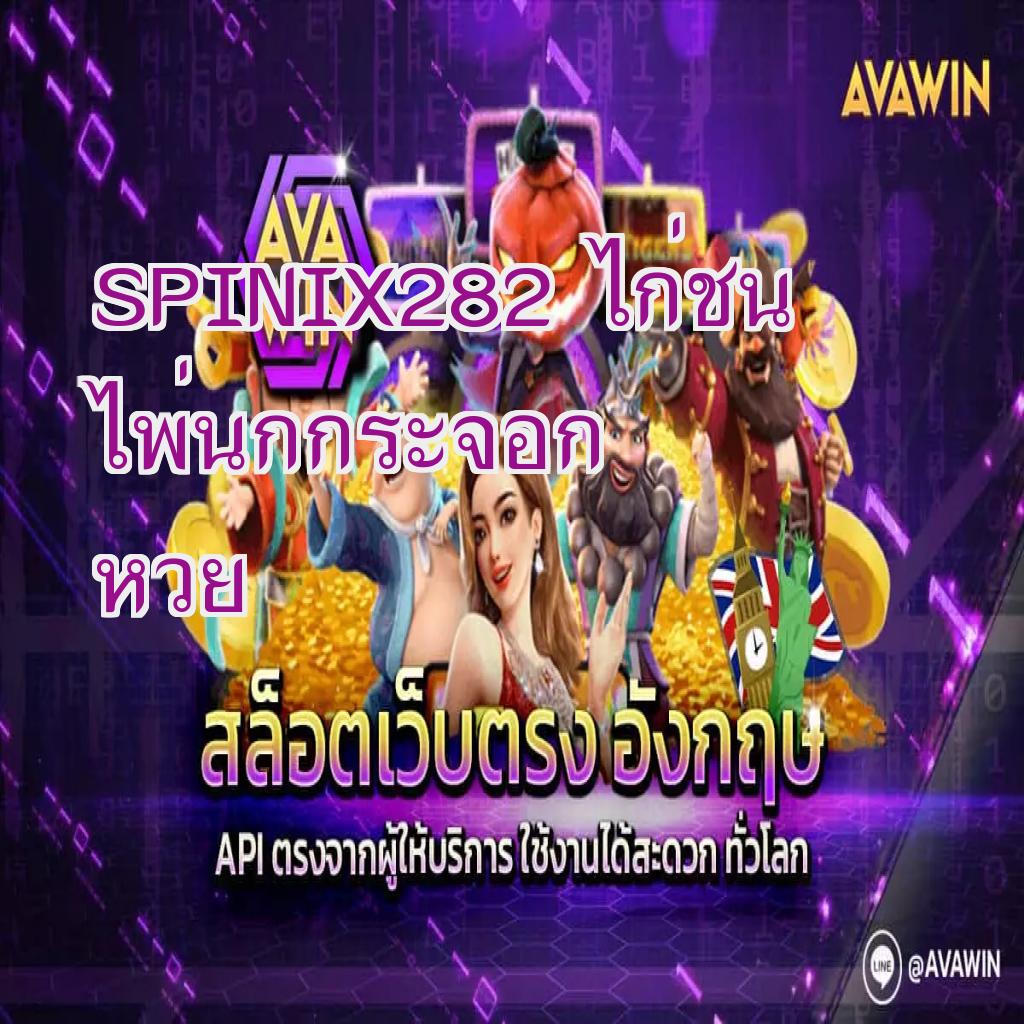 AVAWIN
AVA
WIN
SPINIX282 ไก่ชน
ไพ่นกกระจอก
หวย
สล็อตเว็บตรง อังกฤษ
API ตรงจากผู้ให้บริการ ใช้งานได้สะดวก ทั่วโลก
LINE @AVAWIN